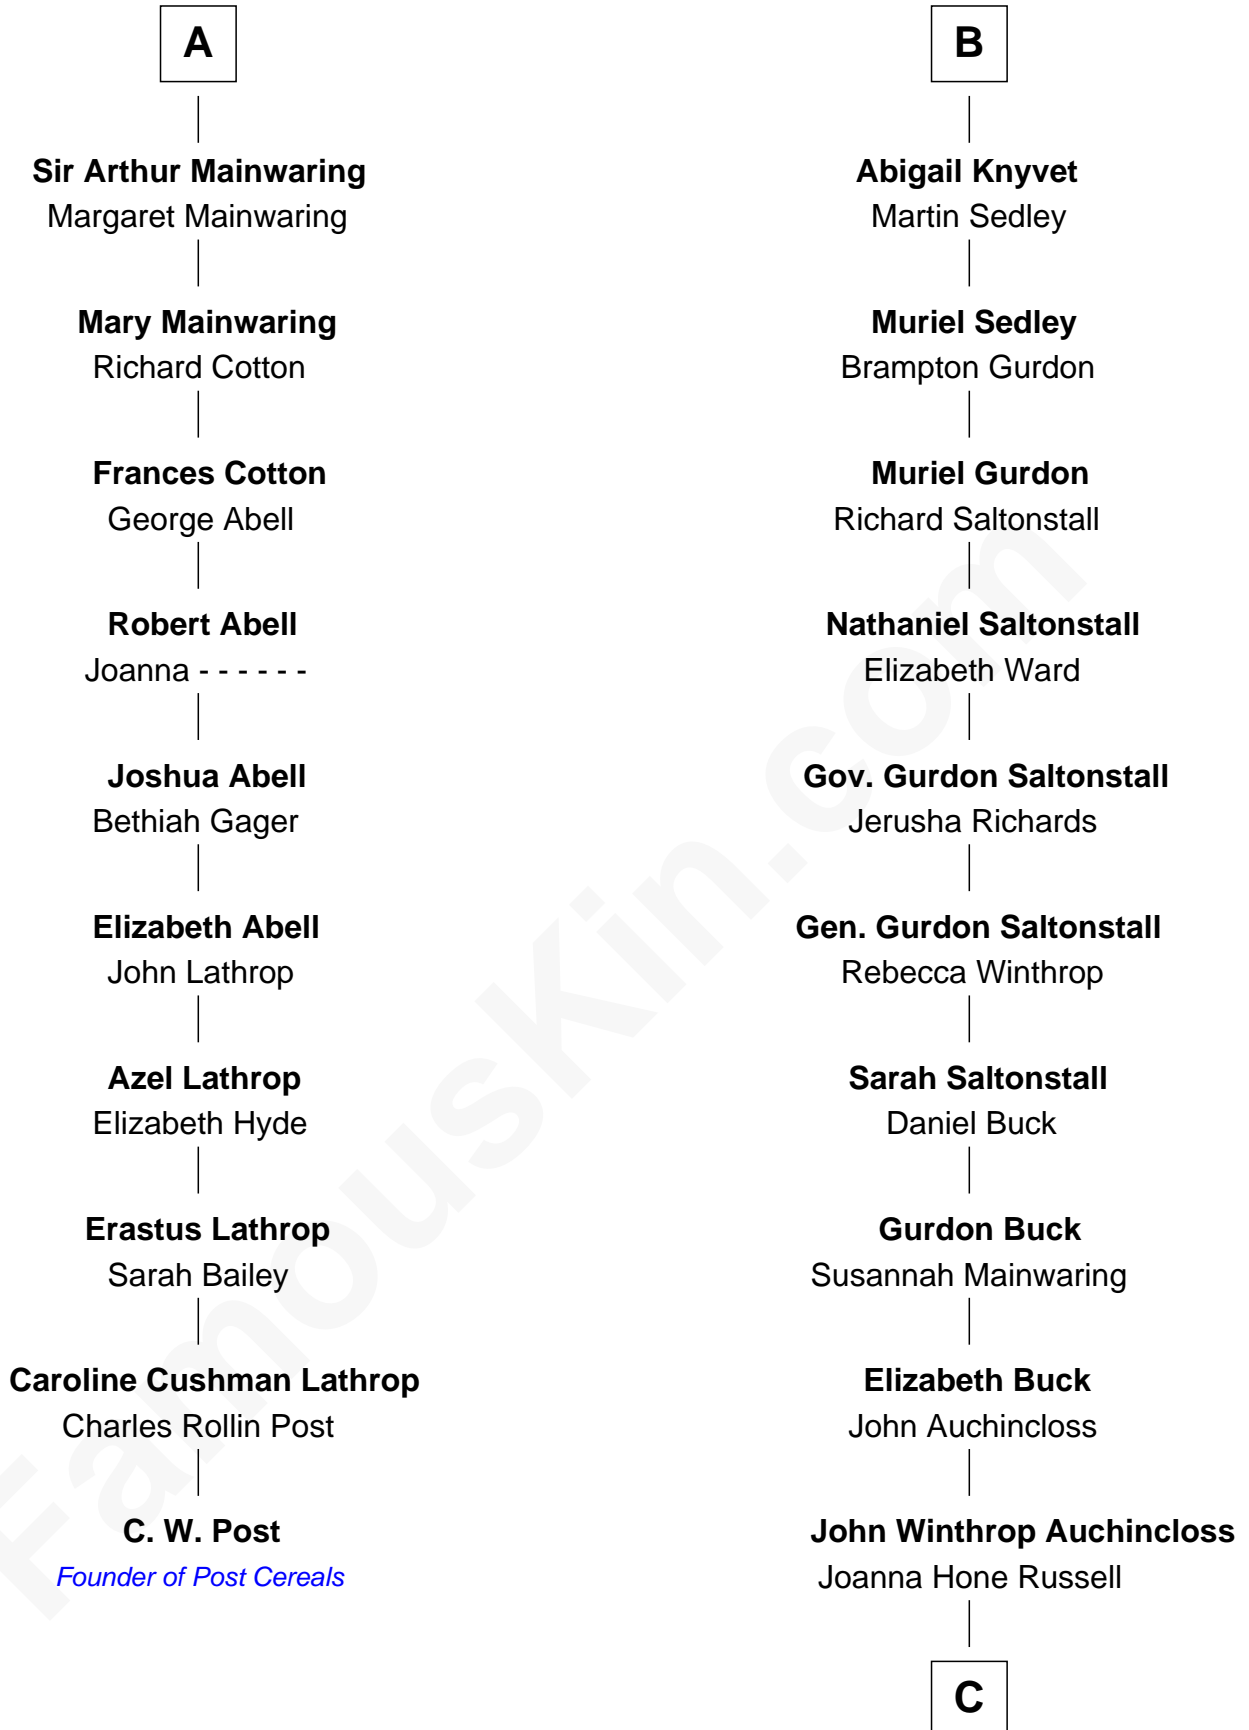 A
Sir Arthur Mainwaring
Margaret Mainwaring
Mary Mainwaring
Richard Cotton
Frances Cotton
George Abell
Robert Abell
Joanna - - - - - -
Joshua Abell
Bethiah Gager
Elizabeth Abell
John Lathrop
Azel Lathrop
Elizabeth Hyde
Erastus Lathrop
Sarah Bailey
Caroline Cushman Lathrop
Charles Rollin Post
C. W. Post
Founder of Post Cereals
B
Abigail Knyvet
Martin Sedley
Muriel Sedley
Brampton Gurdon
Muriel Gurdon
Richard Saltonstall
Nathaniel Saltonstall
Elizabeth Ward
Gov. Gurdon Saltonstall
Jerusha Richards
Gen. Gurdon Saltonstall
Rebecca Winthrop
Sarah Saltonstall
Daniel Buck
Gurdon Buck
Susannah Mainwaring
Elizabeth Buck
John Auchincloss
John Winthrop Auchincloss
Joanna Hone Russell
C
FamousKin.com